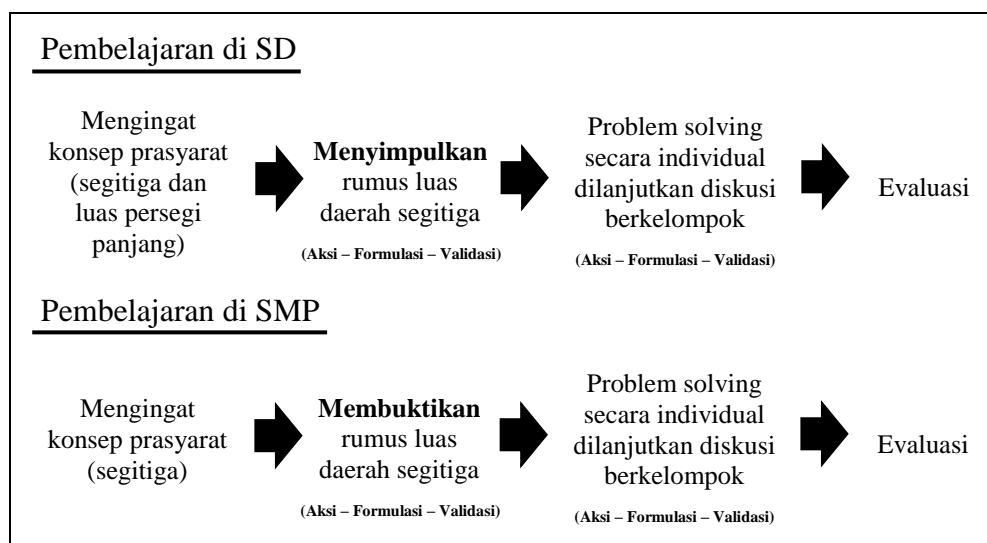 Pembelajaran di SD
Mengingat
konsep prasyarat
(segitiga dan
luas persegi
panjang)
Menyimpulkan
rumus luas
daerah segitiga
(Aksi – Formulasi – Validasi)
Problem solving
secara individual
dilanjutkan diskusi
berkelompok
(Aksi – Formulasi – Validasi)
Evaluasi
Pembelajaran di SMP
Mengingat
konsep prasyarat
(segitiga)
Membuktikan
rumus luas
daerah segitiga
(Aksi – Formulasi – Validasi)
Problem solving
secara individual
dilanjutkan diskusi
berkelompok
(Aksi – Formulasi – Validasi)
Evaluasi